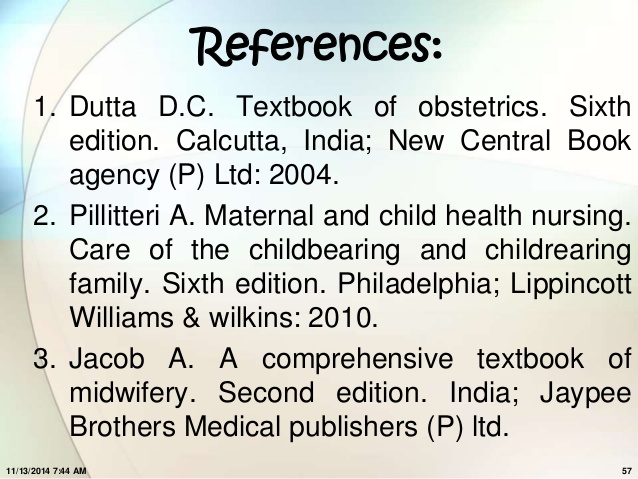 References:
1. Dutta D.C. Textbook of obstetrics. Sixth
edition. Calcutta, India; New Central Book
agency (P) Ltd: 2004.
2. Pillitteri A. Maternal and child health nursing.
Care of the childbearing and childrearing
family. Sixth edition. Philadelphia; Lippincott
Williams & wilkins: 2010.
3. Jacob A. A comprehensive textbook of
midwifery. Second edition. India; Jaypee
Brothers Medical publishers (P) ltd.
11/13/2014 7:44 AM 57